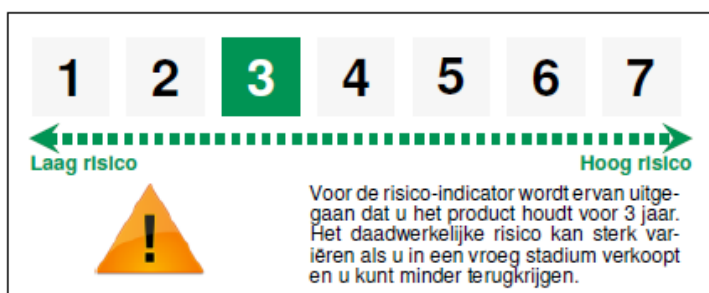 1 2 3 4 5 6 7
Laag risico Hoog risico
!
Voor de risico-indicator wordt ervan uitge-
gaan dat u het product houdt voor 3 jaar.
Het daadwerkelijke risico kan sterk var-
iëren als u in een vroeg stadium verkoopt
en u kunt minder terugkrijgen.